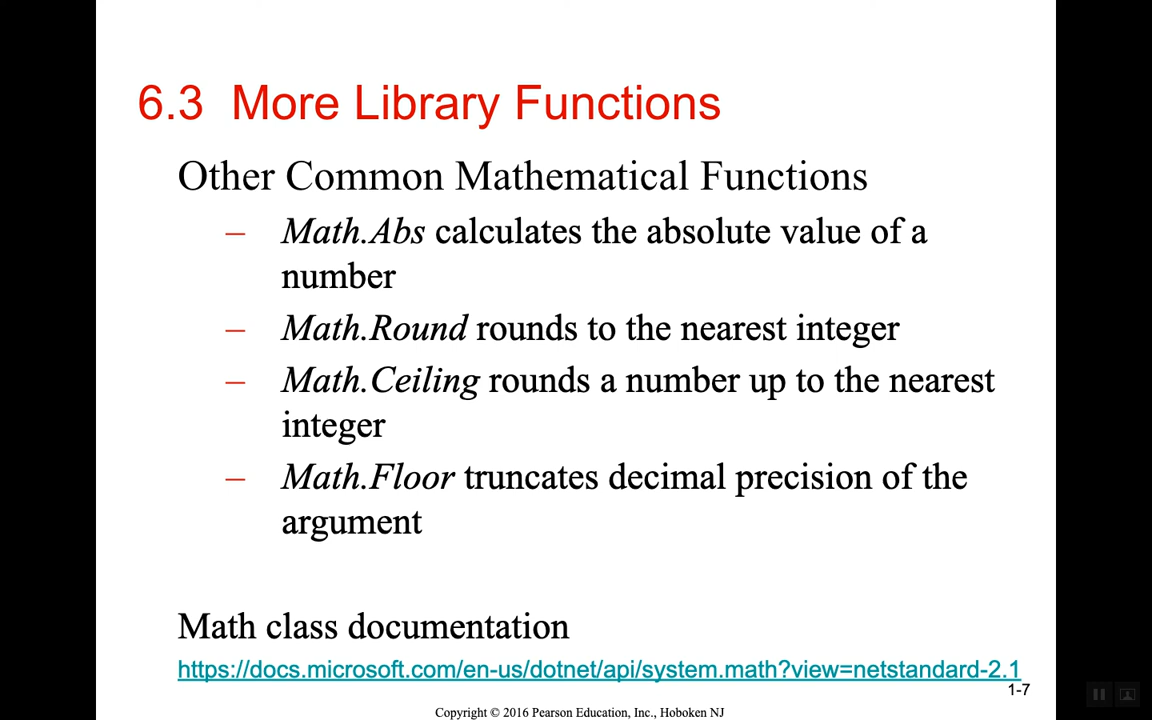 6.3 More Library Functions
Other Common Mathematical Functions
– Math.Abs calculates the absolute value of a
number
– Math.Round rounds to the nearest integer
– Math.Ceiling rounds a number up to the nearest
integer
– Math.Floor truncates decimal precision of the
argument
Math class documentation
https://docs.microsoft.com/en-us/dotnet/api/system.math?view=netstandard-2.1
1-7
Copyright © 2016 Pearson Education, Inc., Hoboken NJ